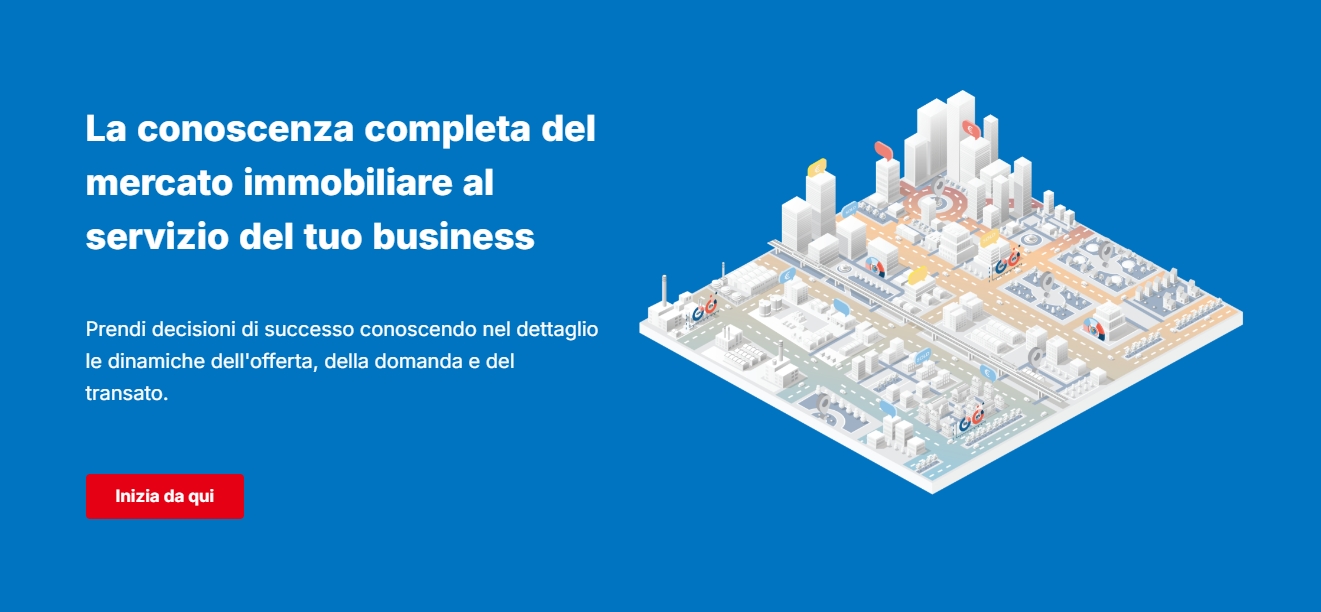 La conoscenza completa del
mercato immobiliare al
servizio del tuo business
Prendi decisioni di successo conoscendo nel dettaglio
le dinamiche dell'offerta, della domanda e del
transato.
Inizia da qui